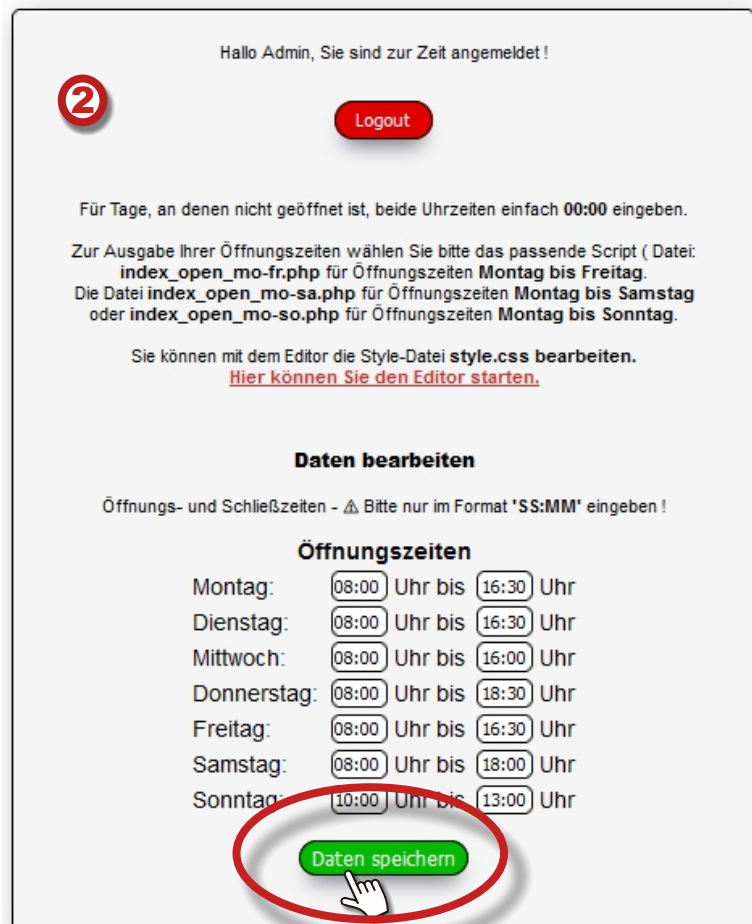 Hallo Admin, Sie sind zur Zeit angemeldet !
2
Logout
Für Tage, an denen nicht geöffnet ist, beide Uhrzeiten einfach 00:00 eingeben.
Zur Ausgabe Ihrer Öffnungszeiten wählen Sie bitte das passende Script ( Datei:
index_open_mo-fr.php für Öffnungszeiten Montag bis Freitag.
Die Datei index_open_mo-sa.php für Öffnungszeiten Montag bis Samstag
oder index_open_mo-so.php für Öffnungszeiten Montag bis Sonntag.
Sie können mit dem Editor die Style-Datei style.css bearbeiten.
Hier können Sie den Editor starten.
Daten bearbeiten
Öffnungs- und Schließzeiten - ⚠ Bitte nur im Format 'SS:MM' eingeben !
Öffnungszeiten
Montag: 08:00 Uhr bis 16:30 Uhr
Dienstag: 08:00 Uhr bis 16:30 Uhr
Mittwoch: 08:00 Uhr bis 16:00 Uhr
Donnerstag: 08:00 Uhr bis 18:30 Uhr
Freitag: 08:00 Uhr bis 16:30 Uhr
Samstag: 08:00 Uhr bis 18:00 Uhr
Sonntag: 10:00 Uhr bis 13:00 Uhr
Daten speichern